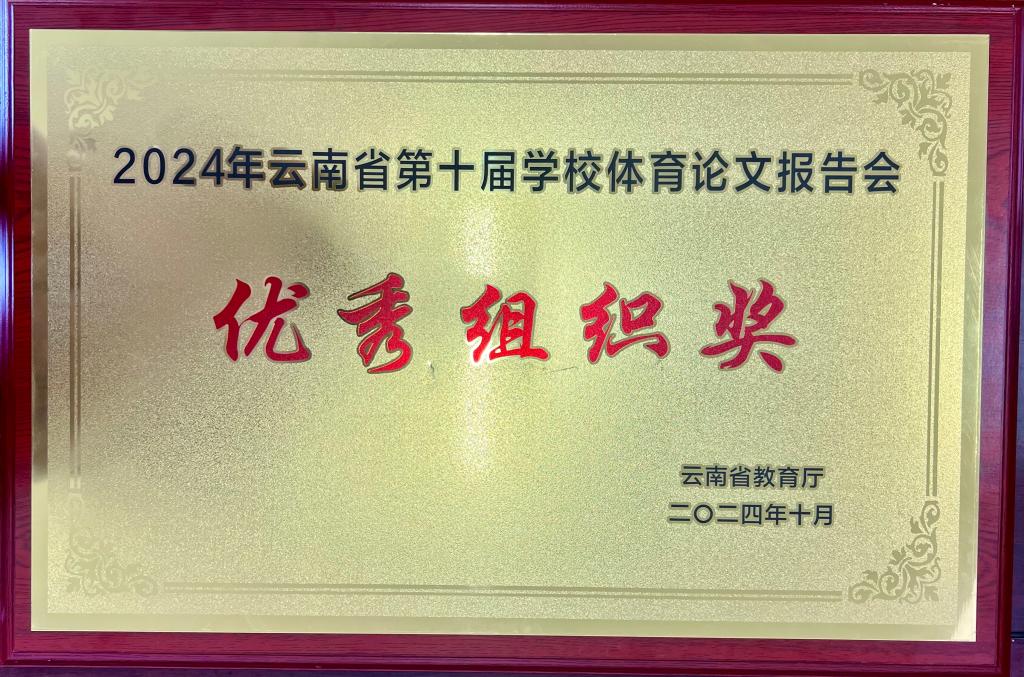 2024年云南省第十届学校体育论文报告会
优秀组织奖
云南省教育厅
二〇二四年十月